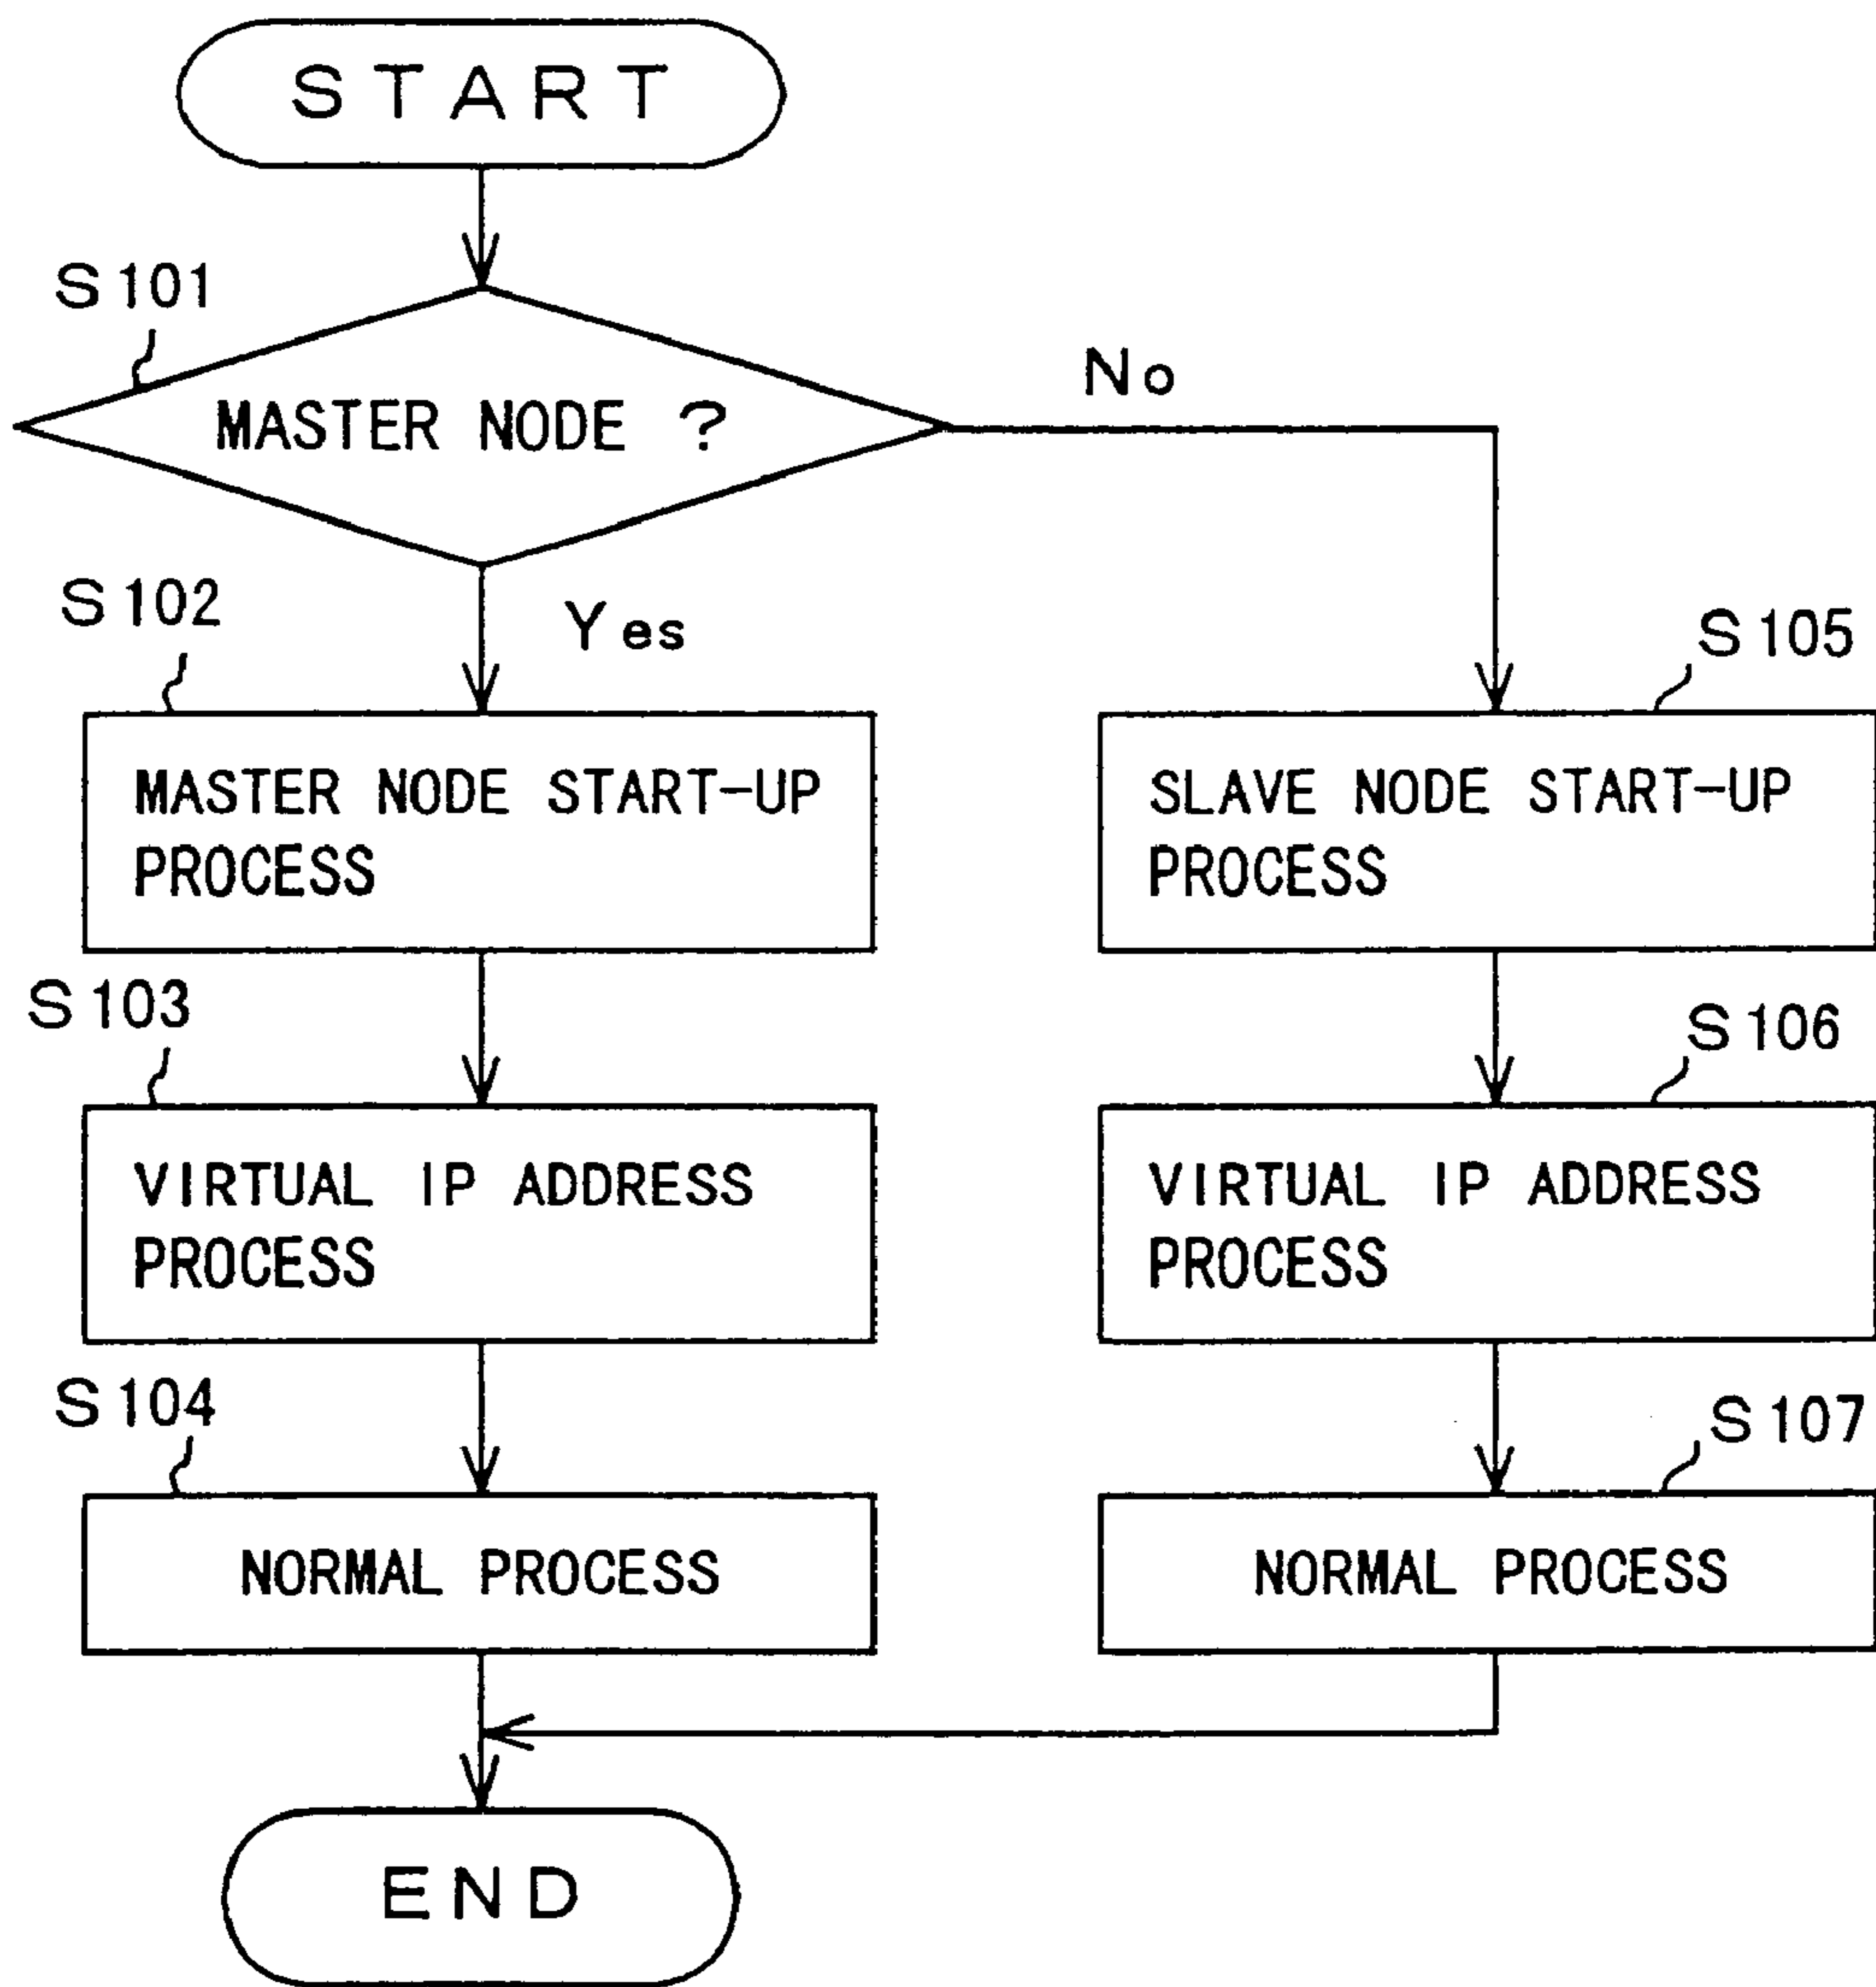 START
S101
MASTER NODE ?
No
S102
Yes
MASTER NODE START-UP
PROCESS
S103
VIRTUAL IP ADDRESS
PROCESS
S104
NORMAL PROCESS
S105
SLAVE NODE START-UP
PROCESS
S106
VIRTUAL IP ADDRESS
PROCESS
S107
NORMAL PROCESS
END